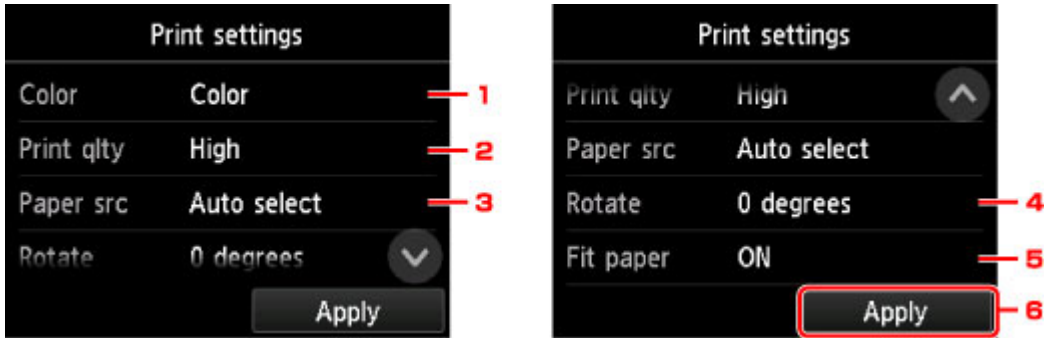 Print settings
Color Color 1
Print qlty High 2
Paper src Auto select 3
Rotate 0 degrees
Apply
Print settings
Print qlty High
Paper src Auto select
Rotate 0 degrees 4
Fit paper ON 5
Apply 6